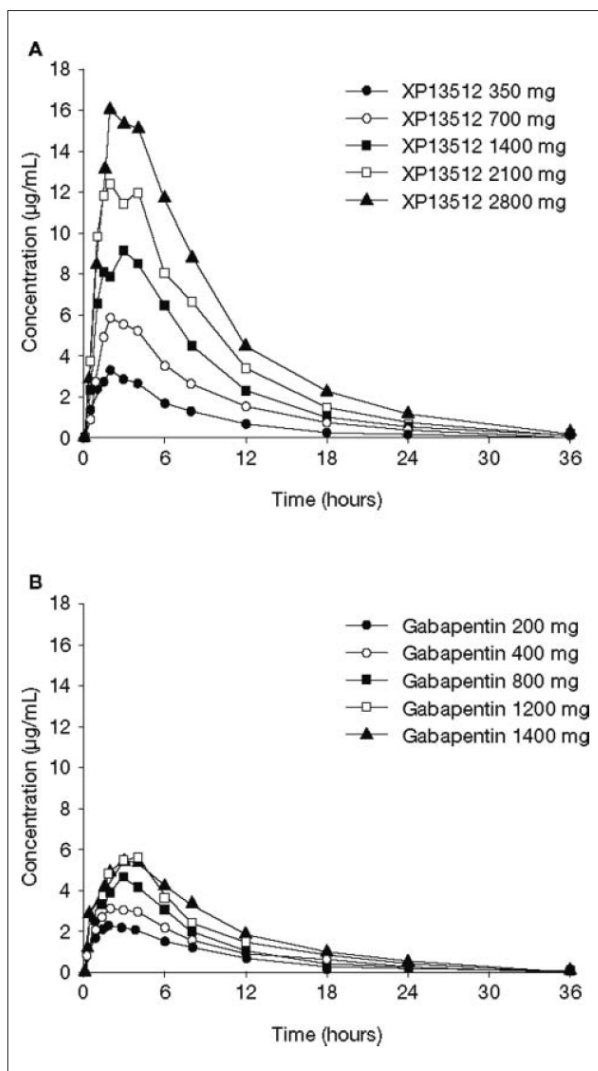 A
18
16
14
12
10
8
6
4
2
0
Concentration (µg/mL)
XP13512 350 mg
XP13512 700 mg
XP13512 1400 mg
XP13512 2100 mg
XP13512 2800 mg
0 6 12 18 24 30 36
Time (hours)
B
18
16
14
12
10
8
6
4
2
0
Concentration (µg/mL)
Gabapentin 200 mg
Gabapentin 400 mg
Gabapentin 800 mg
Gabapentin 1200 mg
Gabapentin 1400 mg
0 6 12 18 24 30 36
Time (hours)